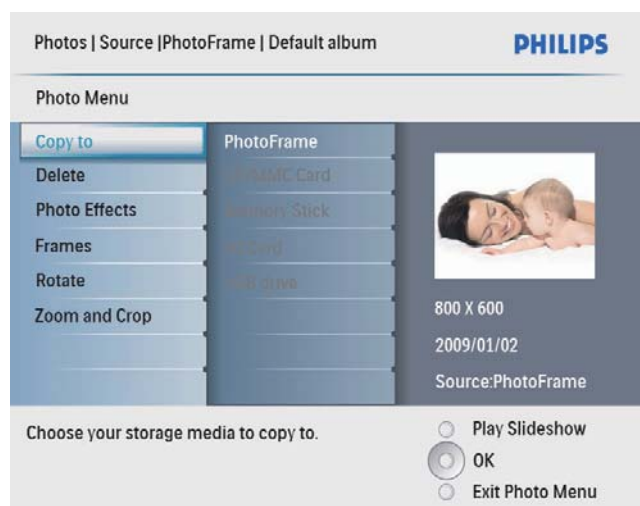 Photos | Source |PhotoFrame | Default album
PHILIPS
Photo Menu
Copy to
Delete
Photo Effects
Frames
Rotate
Zoom and Crop
PhotoFrame
Card
Memory Stick
Card
drive
800 X 600
2009/01/02
Source:PhotoFrame
Choose your storage media to copy to.
Play Slideshow
OK
Exit Photo Menu